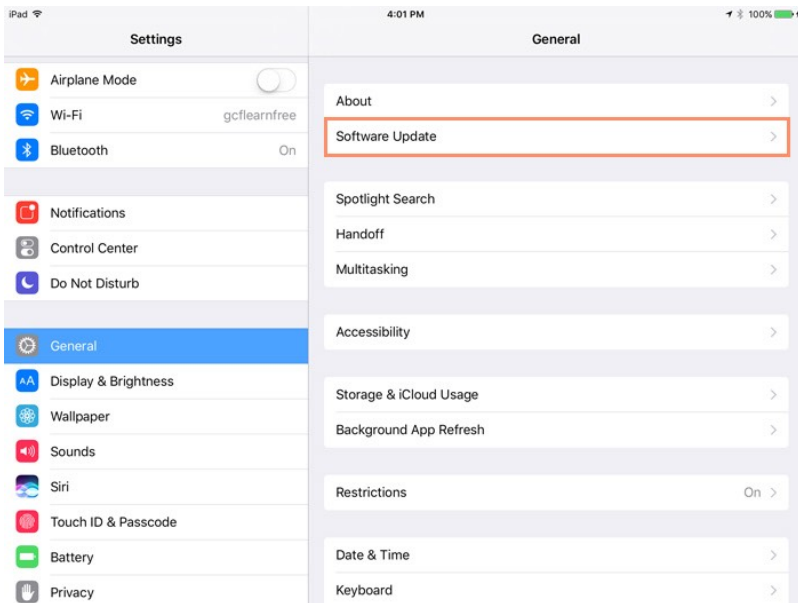 iPad
4:01 PM
100%
Settings
General
Airplane Mode
Wi-Fi gcflearnfree
Bluetooth On
Notifications
Control Center
Do Not Disturb
General
AA Display & Brightness
Wallpaper
Sounds
Siri
Touch ID & Passcode
Battery
Privacy
About
Software Update
Spotlight Search
Handoff
Multitasking
Accessibility
Storage & iCloud Usage
Background App Refresh
Restrictions On
Date & Time
Keyboard